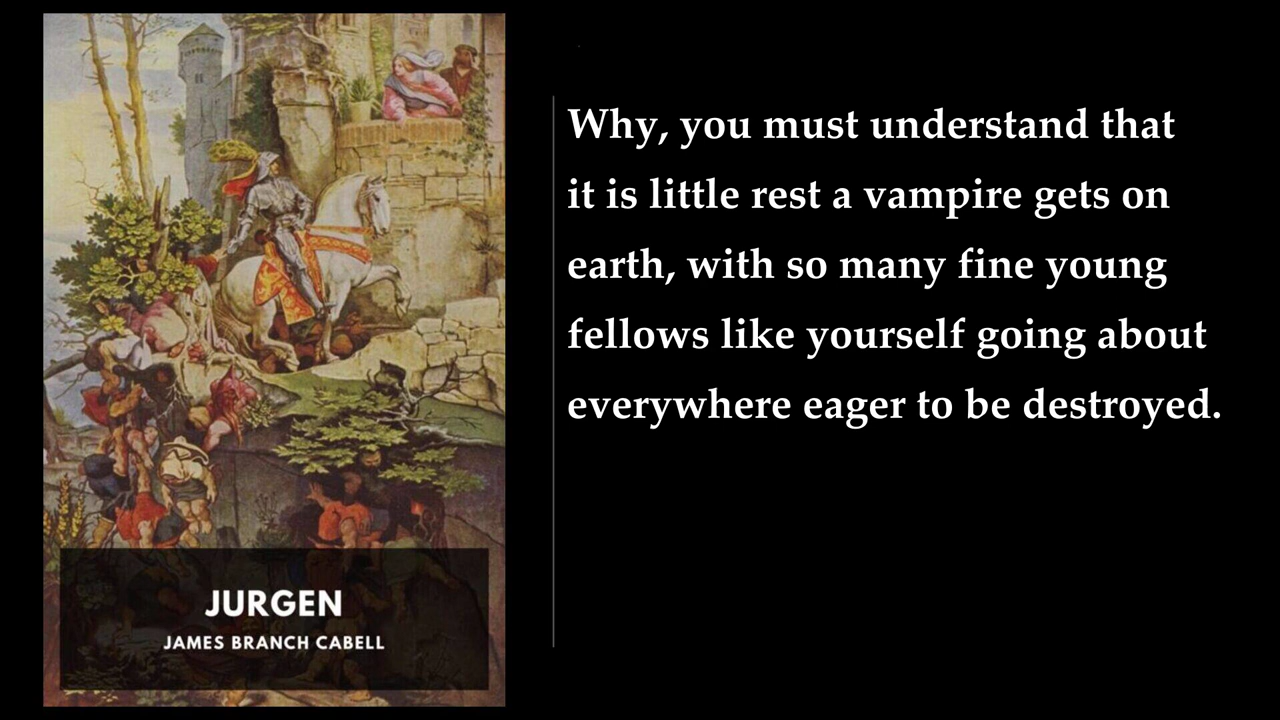 JURGEN
JAMES BRANCH CABELL
Why, you must understand that
it is little rest a vampire gets on
earth, with so many fine young
fellows like yourself going about
everywhere eager to be destroyed.